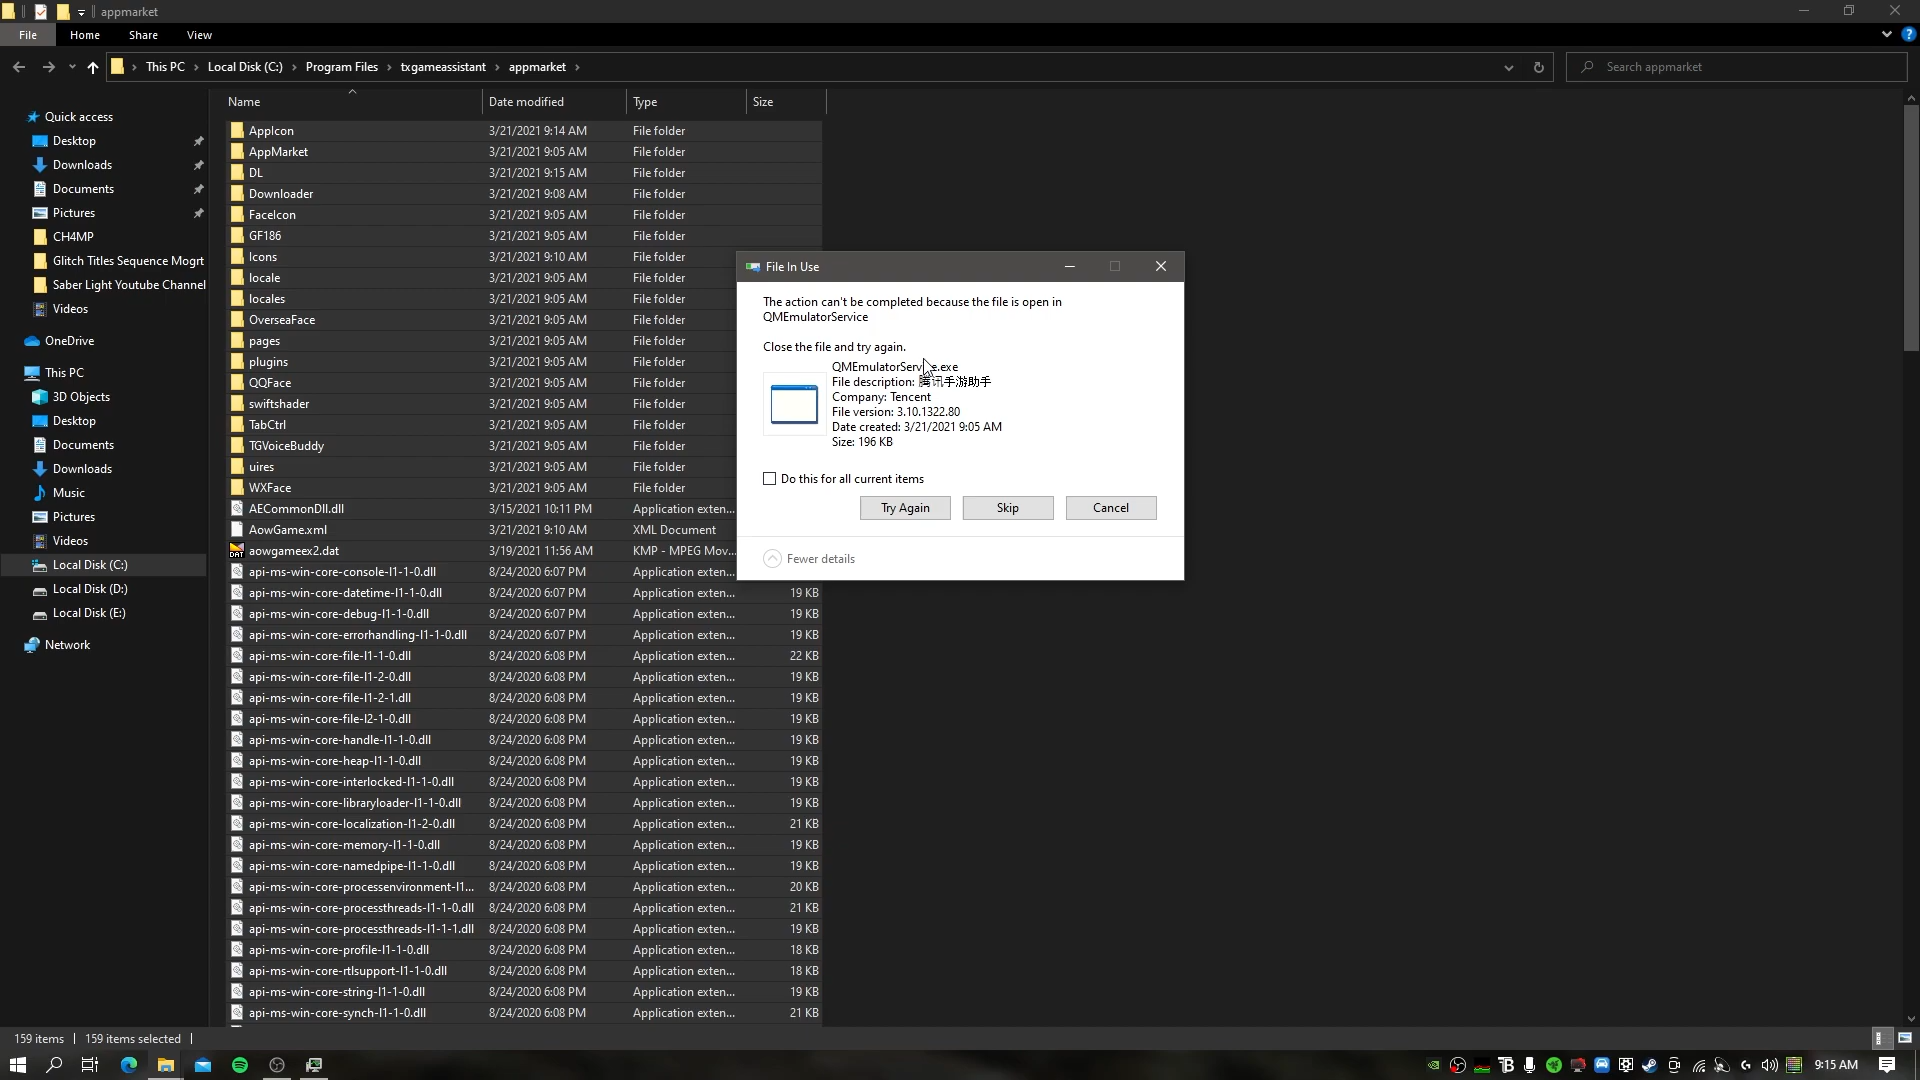 appmarket
File
Home
Share
View
This PC
Local Disk (C:)
Program Files
txgameassistant
appmarket
Search appmarket
Quick access
Desktop
Downloads
Documents
Pictures
CH4MP
Glitch Titles Sequence Mogrt
Saber Light Youtube Channel
Videos
OneDrive
This PC
3D Objects
Desktop
Documents
Downloads
Music
Pictures
Videos
Local Disk (C:)
Local Disk (D:)
Local Disk (E:)
Network
Name Date modified Type Size
AppIcon 3/21/2021 9:14 AM File folder
AppMarket 3/21/2021 9:05 AM File folder
DL 3/21/2021 9:15 AM File folder
Downloader 3/21/2021 9:08 AM File folder
FaceIcon 3/21/2021 9:05 AM File folder
GF186 3/21/2021 9:05 AM File folder
Icons 3/21/2021 9:10 AM File folder
locale 3/21/2021 9:05 AM File folder
locales 3/21/2021 9:05 AM File folder
OverseaFace 3/21/2021 9:05 AM File folder
pages 3/21/2021 9:05 AM File folder
plugins 3/21/2021 9:05 AM File folder
QQFace 3/21/2021 9:05 AM File folder
swiftshader 3/21/2021 9:05 AM File folder
TabCtrl 3/21/2021 9:05 AM File folder
TGVoiceBuddy 3/21/2021 9:05 AM File folder
uires 3/21/2021 9:05 AM File folder
WXFace 3/21/2021 9:05 AM File folder
AECommonDll.dll 3/15/2021 10:11 PM Application exten...
AowGame.xml 3/21/2021 9:10 AM XML Document
aowgameex2.dat 3/19/2021 11:56 AM KMP - MPEG Mov...
api-ms-win-core-console-l1-1-0.dll 8/24/2020 6:07 PM Application exten...
api-ms-win-core-datetime-l1-1-0.dll 8/24/2020 6:07 PM Application exten... 19 KB
api-ms-win-core-debug-l1-1-0.dll 8/24/2020 6:07 PM Application exten... 19 KB
api-ms-win-core-errorhandling-l1-1-0.dll 8/24/2020 6:07 PM Application exten... 19 KB
api-ms-win-core-file-l1-1-0.dll 8/24/2020 6:08 PM Application exten... 22 KB
api-ms-win-core-file-l1-2-0.dll 8/24/2020 6:08 PM Application exten... 19 KB
api-ms-win-core-file-l1-2-1.dll 8/24/2020 6:08 PM Application exten... 19 KB
api-ms-win-core-file-l2-1-0.dll 8/24/2020 6:08 PM Application exten... 19 KB
api-ms-win-core-handle-l1-1-0.dll 8/24/2020 6:08 PM Application exten... 19 KB
api-ms-win-core-heap-l1-1-0.dll 8/24/2020 6:08 PM Application exten... 19 KB
api-ms-win-core-interlocked-l1-1-0.dll 8/24/2020 6:08 PM Application exten... 19 KB
api-ms-win-core-libraryloader-l1-1-0.dll 8/24/2020 6:08 PM Application exten... 19 KB
api-ms-win-core-localization-l1-2-0.dll 8/24/2020 6:08 PM Application exten... 21 KB
api-ms-win-core-memory-l1-1-0.dll 8/24/2020 6:08 PM Application exten... 19 KB
api-ms-win-core-namedpipe-l1-1-0.dll 8/24/2020 6:08 PM Application exten... 19 KB
api-ms-win-core-processenvironment-l1... 8/24/2020 6:08 PM Application exten... 20 KB
api-ms-win-core-processthreads-l1-1-0.dll 8/24/2020 6:08 PM Application exten... 21 KB
api-ms-win-core-processthreads-l1-1-1.dll 8/24/2020 6:08 PM Application exten... 19 KB
api-ms-win-core-profile-l1-1-0.dll 8/24/2020 6:08 PM Application exten... 18 KB
api-ms-win-core-rtlsupport-l1-1-0.dll 8/24/2020 6:08 PM Application exten... 18 KB
api-ms-win-core-string-l1-1-0.dll 8/24/2020 6:08 PM Application exten... 19 KB
api-ms-win-core-synch-l1-1-0.dll 8/24/2020 6:08 PM Application exten... 21 KB
File In Use
The action can't be completed because the file is open in
QMEmulatorService
Close the file and try again.
QMEmulatorService.exe
File description: 腾讯手游助手
Company: Tencent
File version: 3.10.1322.80
Date created: 3/21/2021 9:05 AM
Size: 196 KB
Do this for all current items
Try Again
Skip
Cancel
Fewer details
159 items
159 items selected
9:15 AM